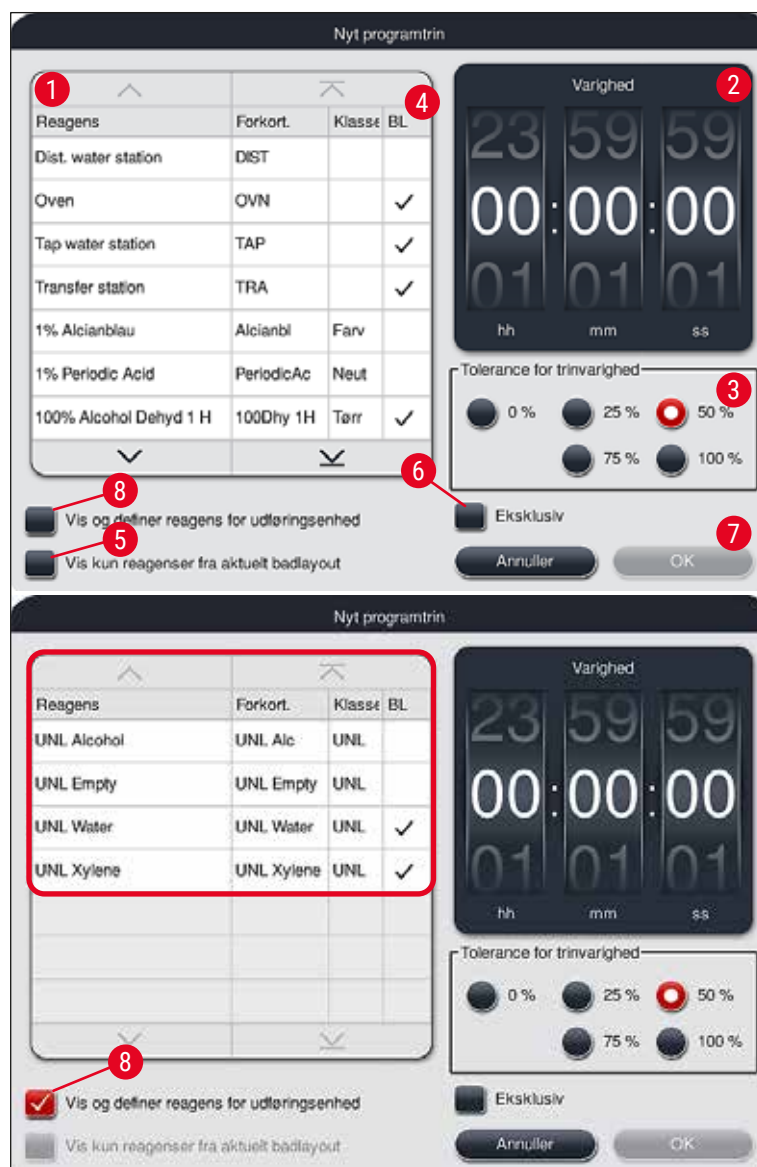 Nyt programtrin
1
4
Reagens Forkort. Klasse BL
Dist. water station DIST
Oven OVN ✓
Tap water station TAP ✓
Transfer station TRA ✓
1% Alcianblau Alcianbl Farv
1% Periodic Acid PeriodicAc Neut
100% Alcohol Dehyd 1 H 100Dhy 1H Tørr ✓
8
Vis og definer reagens for udføringsenhed
5
Vis kun reagenser fra aktuelt badlayout
Varighed 2
23 59 59
00:00:00
01 01 01
hh mm ss
Tolerance for trinvarighed
3
0 % 25 % 50 %
75 % 100 %
6
Eksklusiv
7
Annuller OK
Nyt programtrin
Reagens Forkort. Klasse BL
UNL Alcohol UNL Alc UNL
UNL Empty UNL Empty UNL
UNL Water UNL Water UNL ✓
UNL Xylene UNL Xylene UNL ✓
8
Vis og definer reagens for udføringsenhed
Vis kun reagenser fra aktuelt badlayout
Varighed
23 59 59
00:00:00
01 01 01
hh mm ss
Tolerance for trinvarighed
0 % 25 % 50 %
75 % 100 %
Eksklusiv
Annuller OK